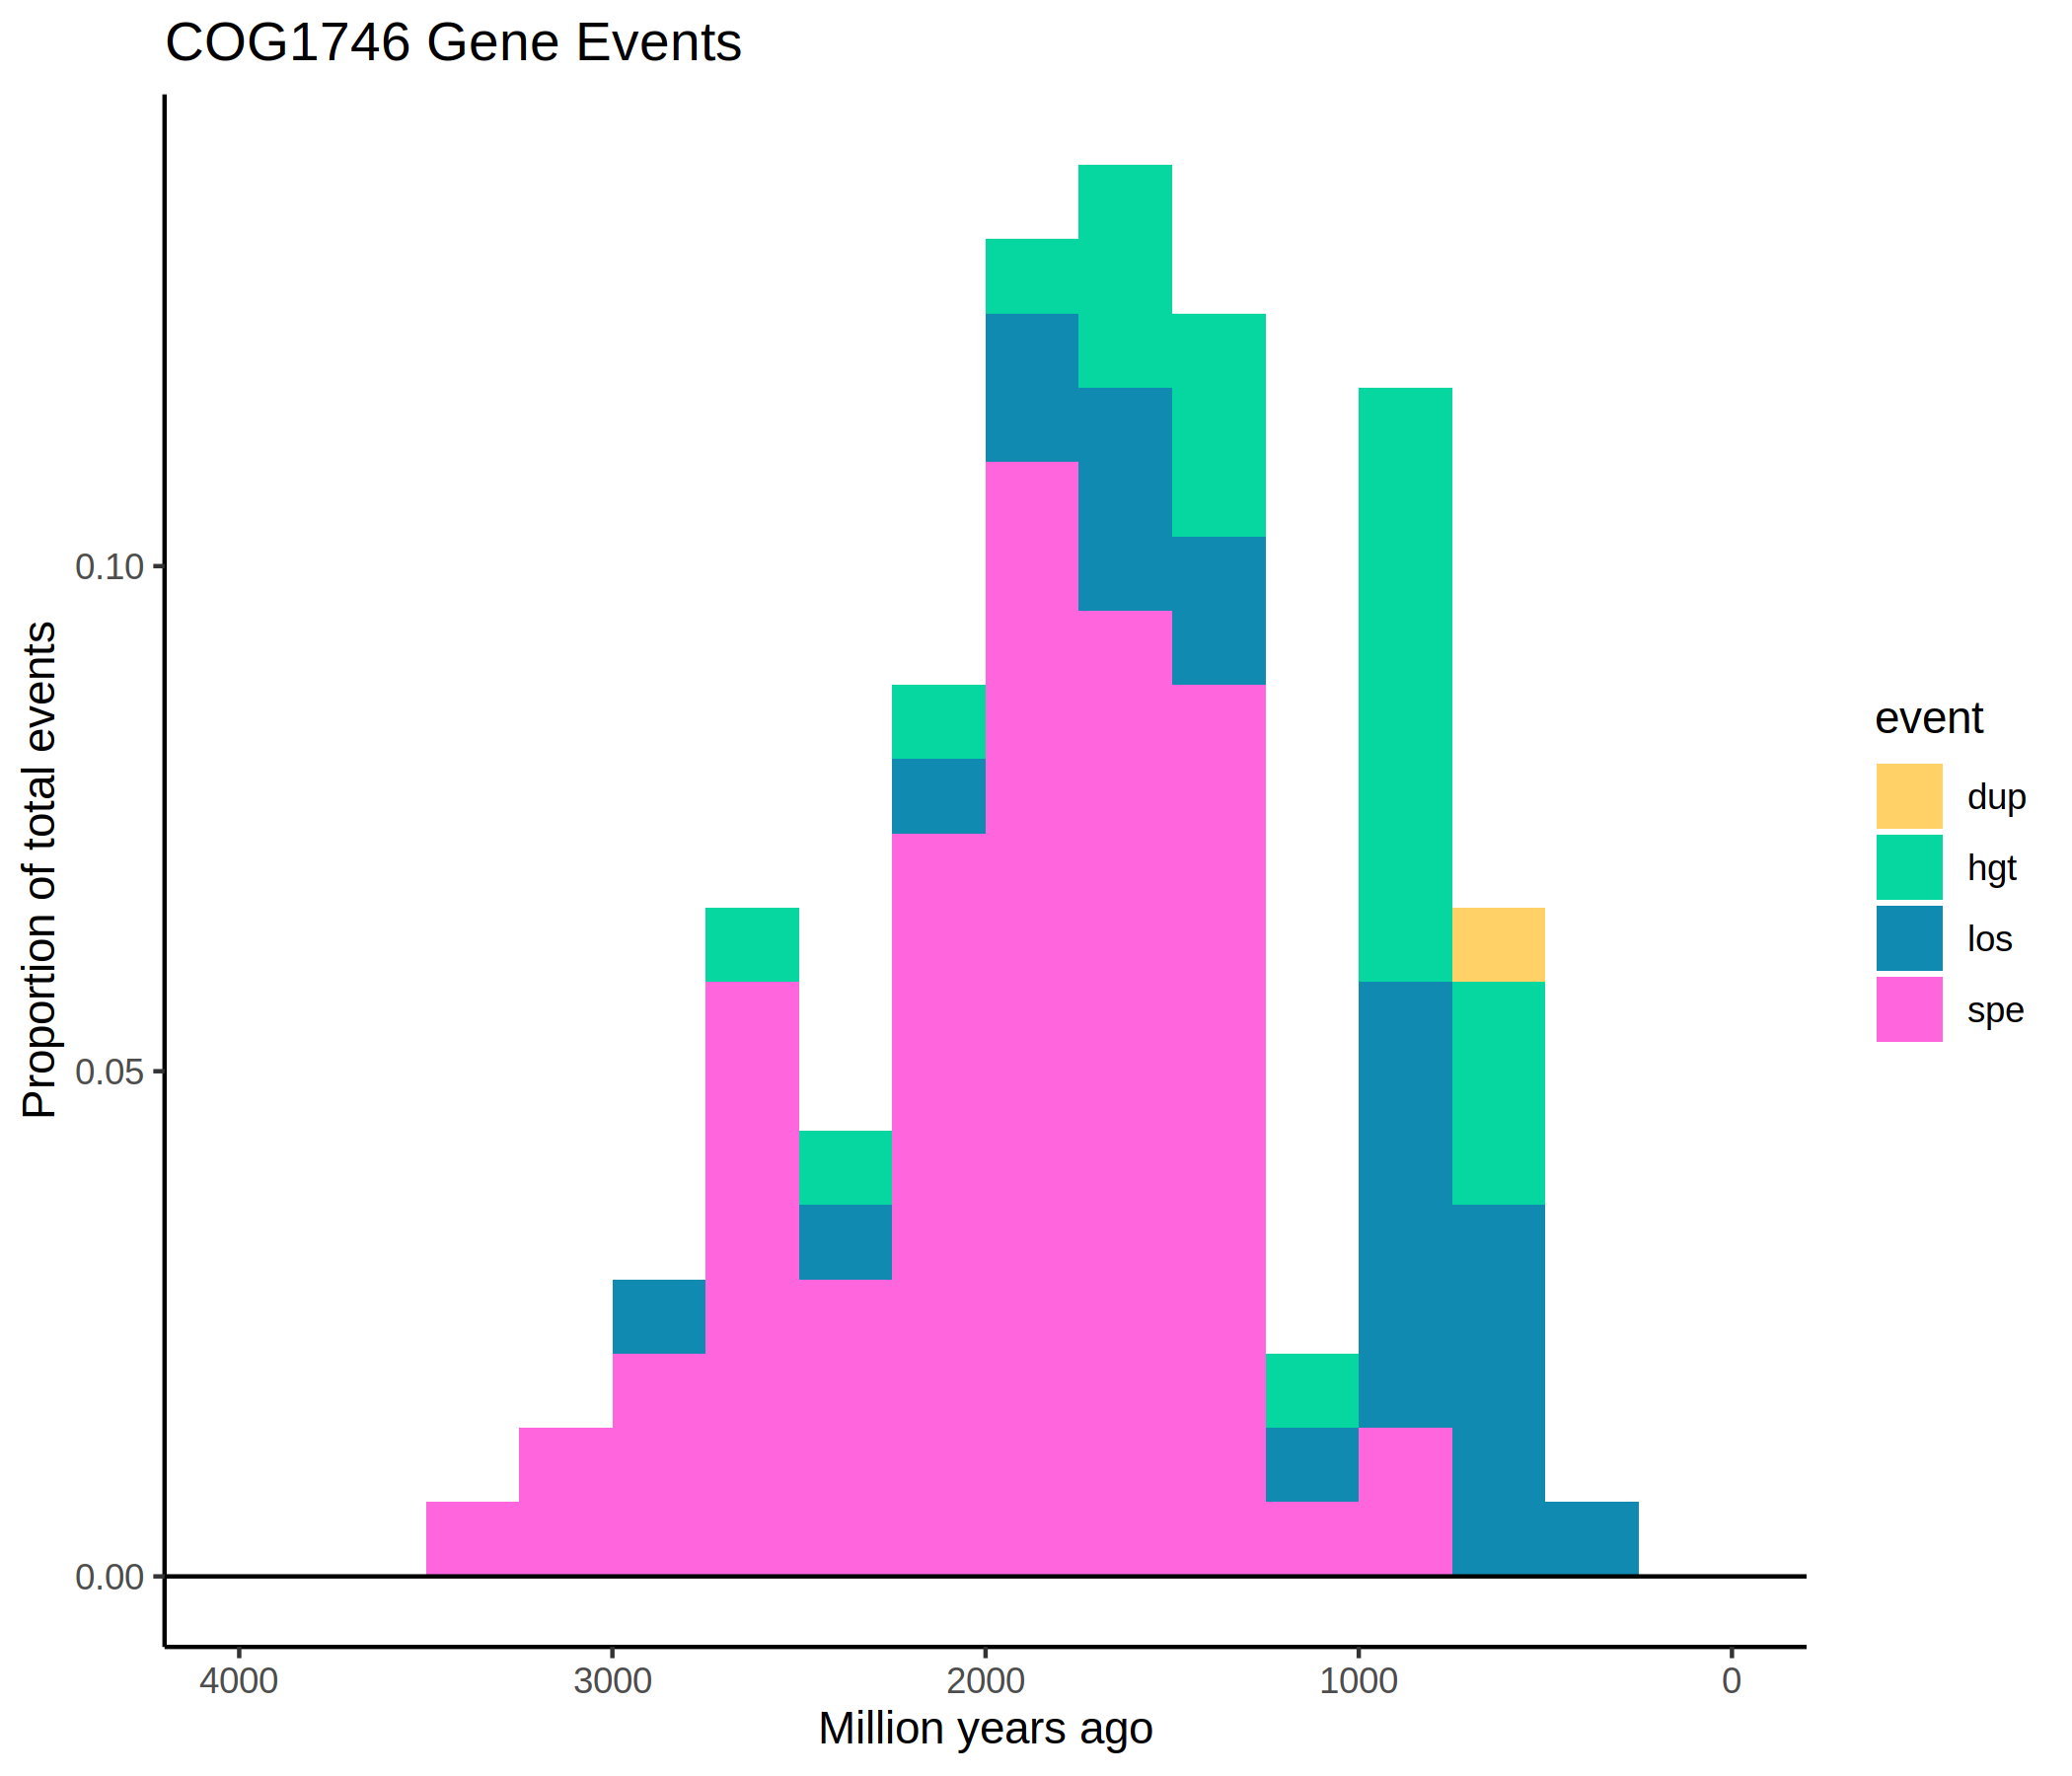 COG1746 Gene Events
Proportion of total events
0.10
0.05
0.00
4000 3000 2000 1000 0
Million years ago
event
dup
hgt
los
spe